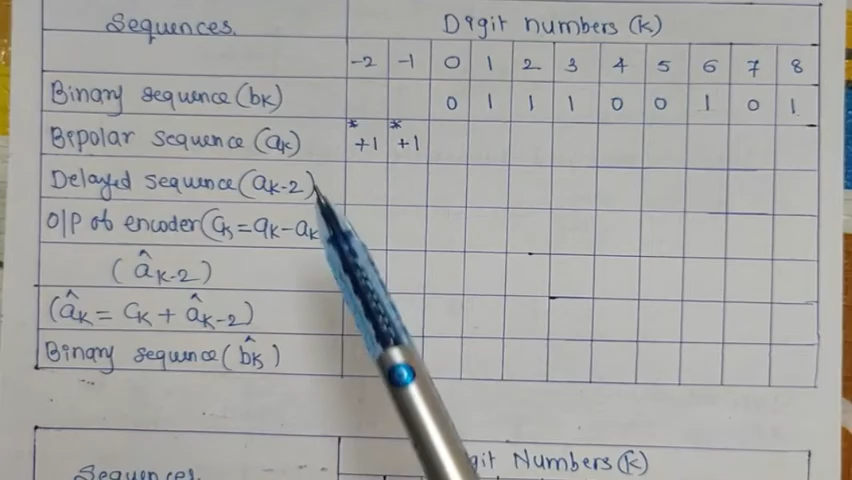 Sequences. Digit numbers (k)
-2 -1 0 1 2 3 4 5 6 7 8
Binary sequence (bk) 0 1 1 1 0 0 1 0 1
Bipolar sequence (ak) *+1 *+1
Delayed sequence (ak-2)
O/P of encoder (Ck = ak - ak
(âk-2)
(âk = Ck + âk-2)
Binary sequence (b̂k)
Sequences. git Numbers (k)